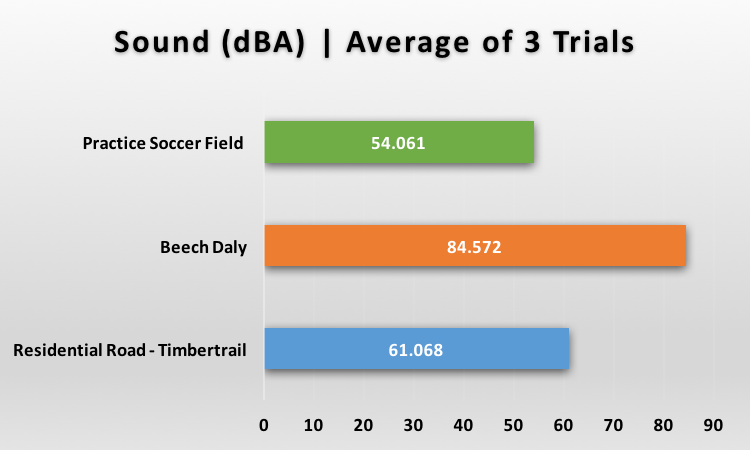 Sound (dBA) | Average of 3 Trials
Practice Soccer Field 54.061
Beech Daly 84.572
Residential Road - Timbertrail 61.068
0 10 20 30 40 50 60 70 80 90